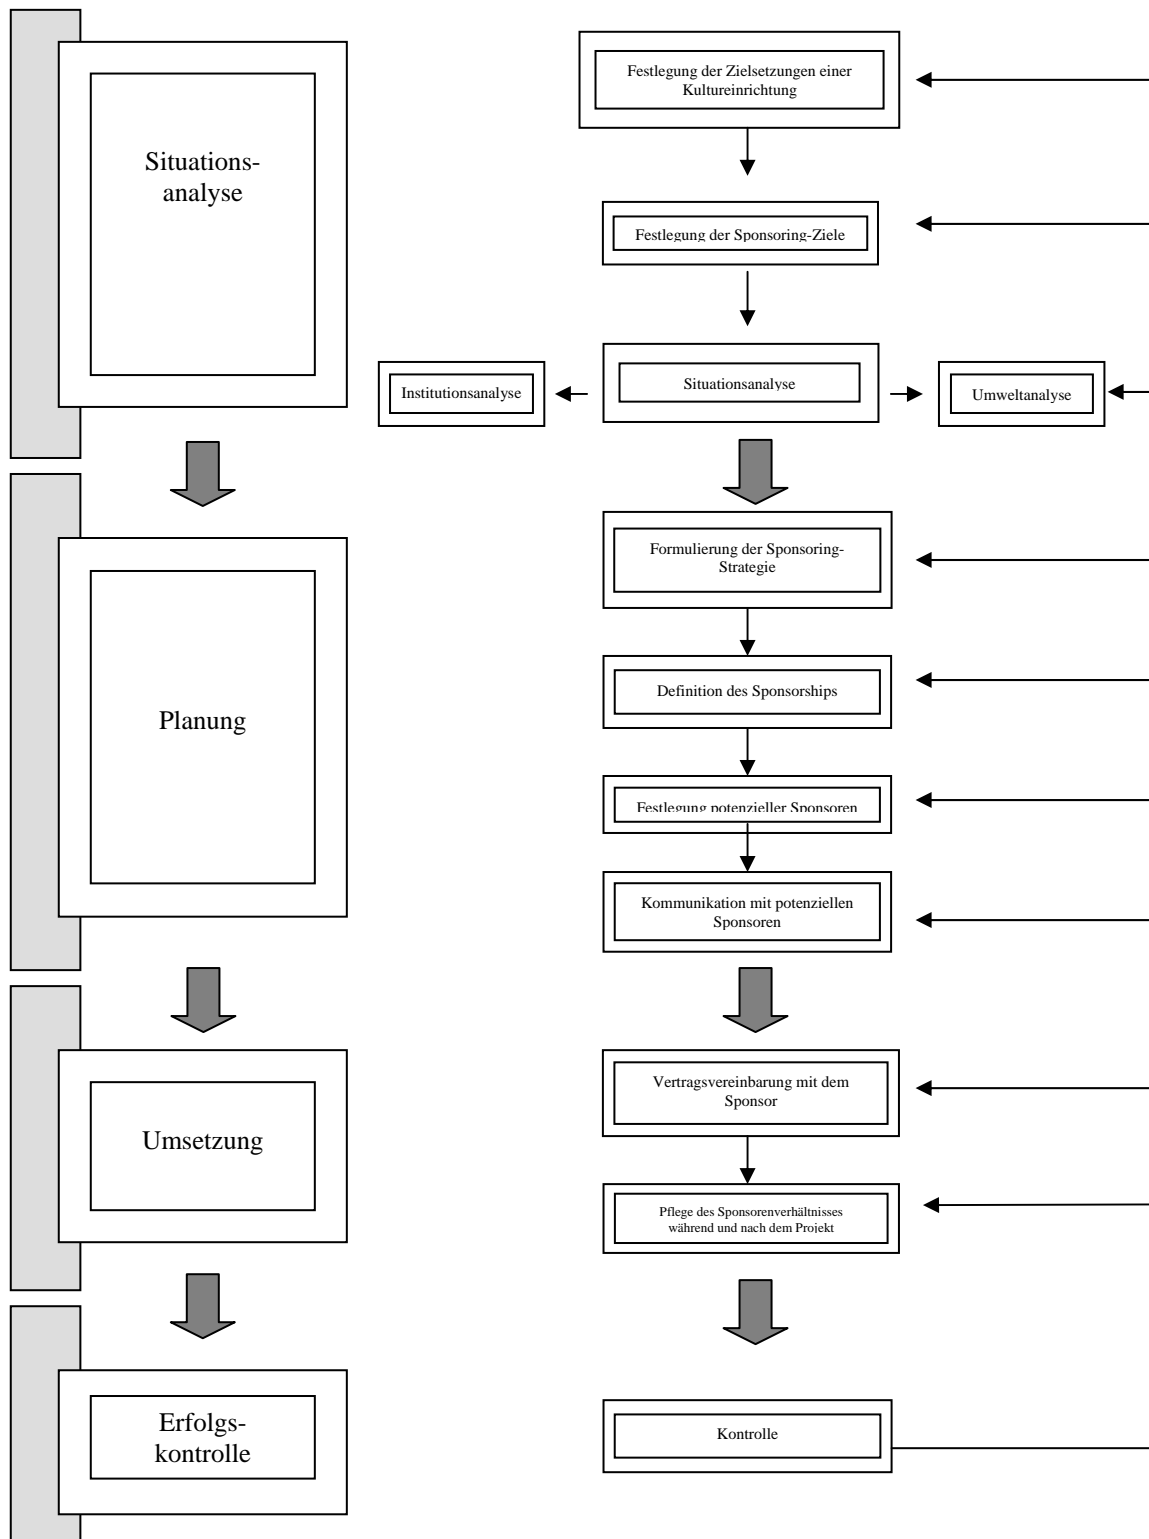 Situations-
analyse
Festlegung der Zielsetzungen einer
Kultureinrichtung
Festlegung der Sponsoring-Ziele
Institutionsanalyse
Situationsanalyse
Umweltanalyse
Planung
Formulierung der Sponsoring-
Strategie
Definition des Sponsorships
Festlegung potenzieller Sponsoren
Kommunikation mit potenziellen
Sponsoren
Umsetzung
Vertragsvereinbarung mit dem
Sponsor
Pflege des Sponsorenverhältnisses
während und nach dem Projekt
Erfolgs-
kontrolle
Kontrolle